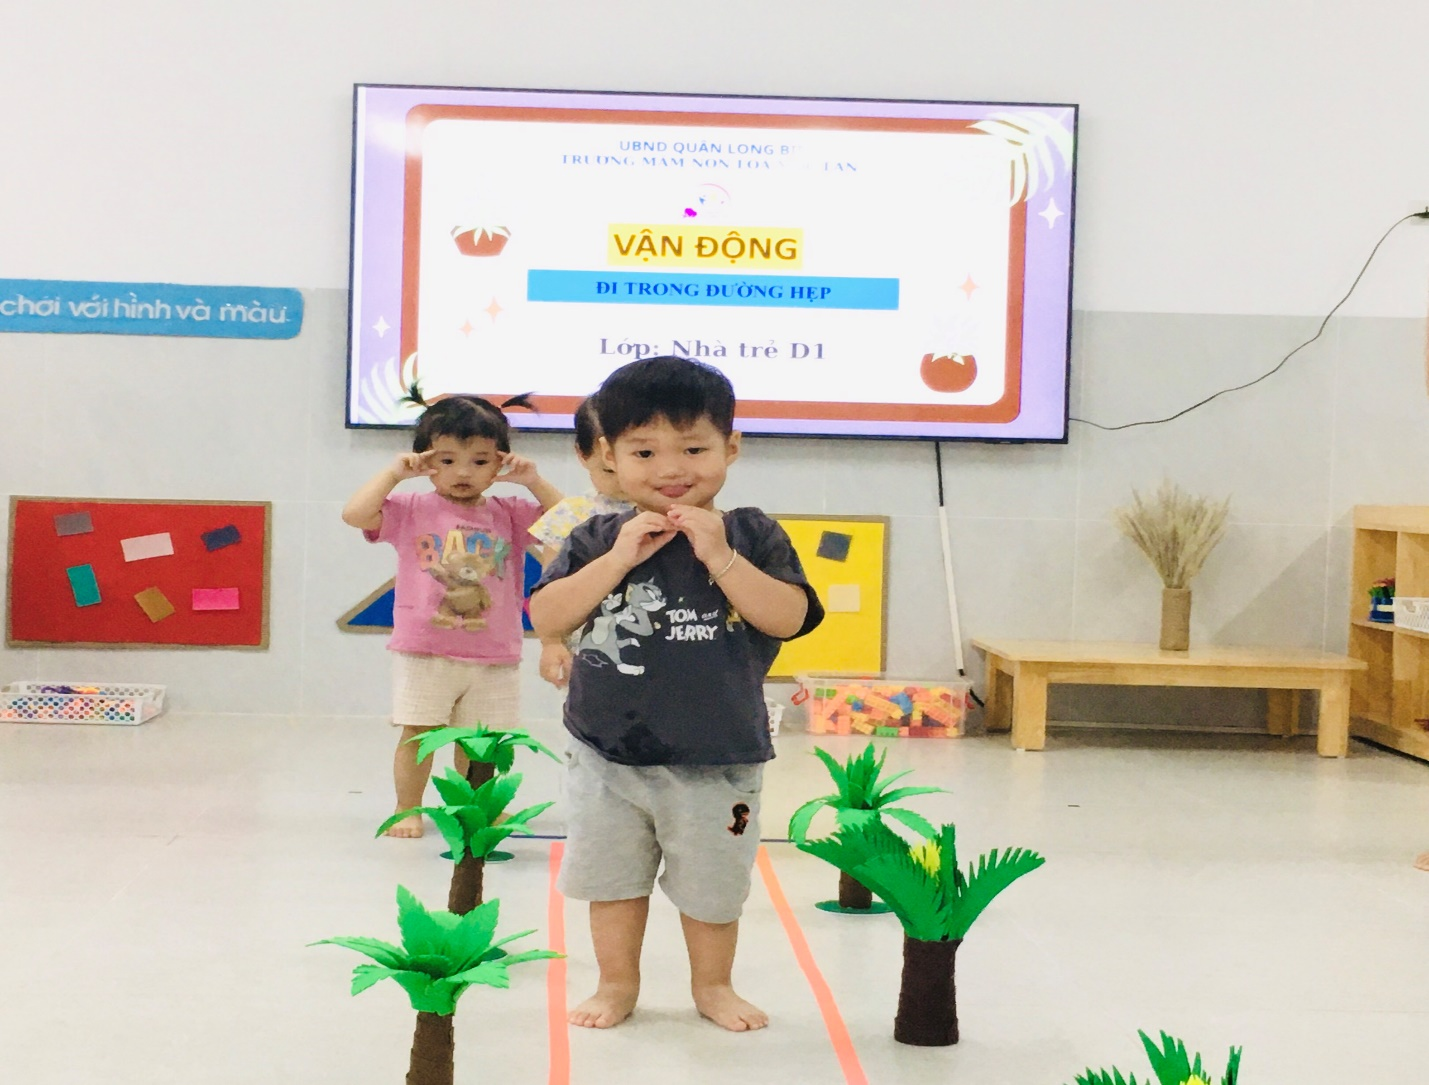 UBND QUẬN LONG
TRƯỜNG MẦM NON
VẬN ĐỘNG
ĐI TRONG ĐƯỜNG HẸP
Lớp: Nhà trẻ D1
chơi với hình và màu
BACK
TOM AND
JERRY